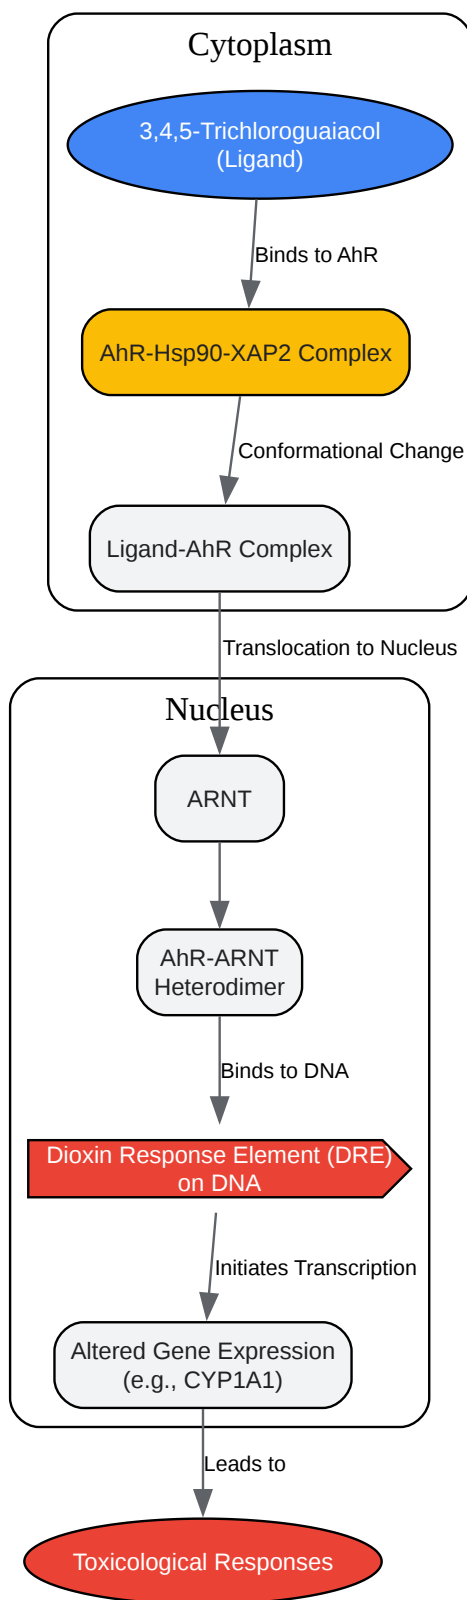 Cytoplasm
3,4,5-Trichloroguaiacol
(Ligand)
Binds to AhR
AhR-Hsp90-XAP2 Complex
Conformational Change
Ligand-AhR Complex
Translocation to Nucleus
Nucleus
ARNT
AhR-ARNT
Heterodimer
Binds to DNA
Dioxin Response Element (DRE)
on DNA
Initiates Transcription
Altered Gene Expression
(e.g., CYP1A1)
Leads to
Toxicological Responses